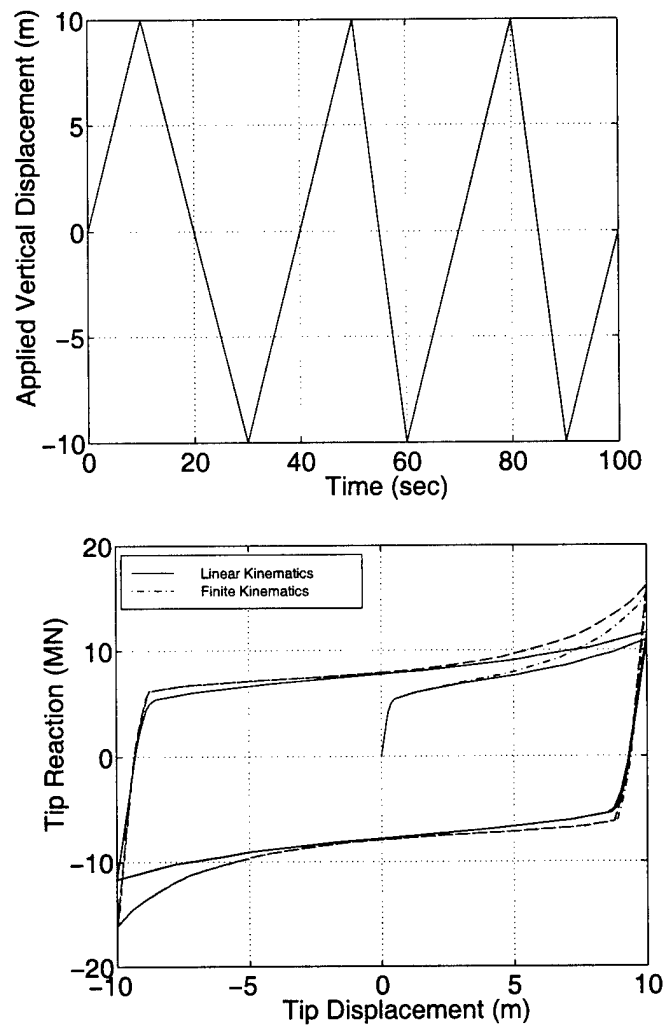 10
5
0
−5
−10
Applied Vertical Displacement (m)
0 20 40 60 80 100
Time (sec)
20
10
0
−10
−20
Tip Reaction (MN)
Linear Kinematics
Finite Kinematics
−10 −5 0 5 10
Tip Displacement (m)